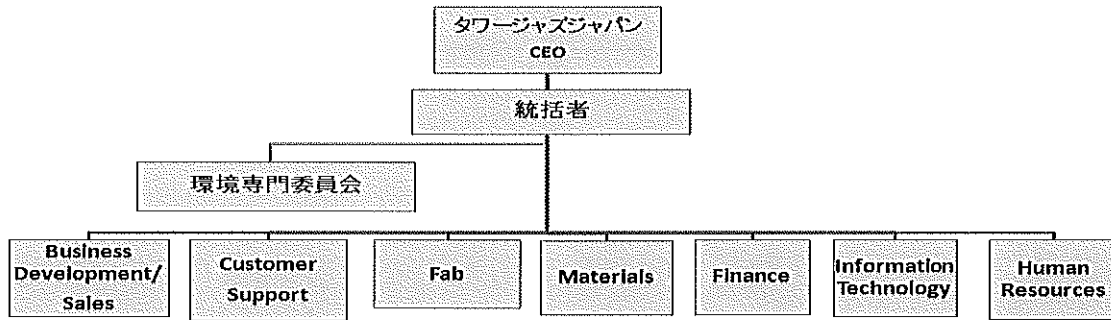 タワージャズジャパン
CEO
統括者
環境専門委員会
Business
Development/
Sales
Customer
Support
Fab
Materials
Finance
Information
Technology
Human
Resources